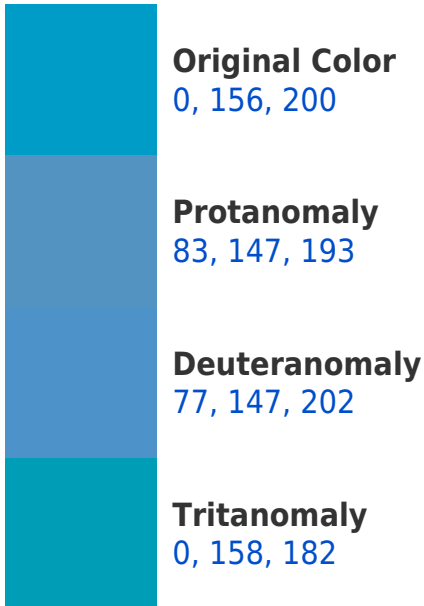 Original Color
0, 156, 200
Protanomaly
83, 147, 193
Deuteranomaly
77, 147, 202
Tritanomaly
0, 158, 182